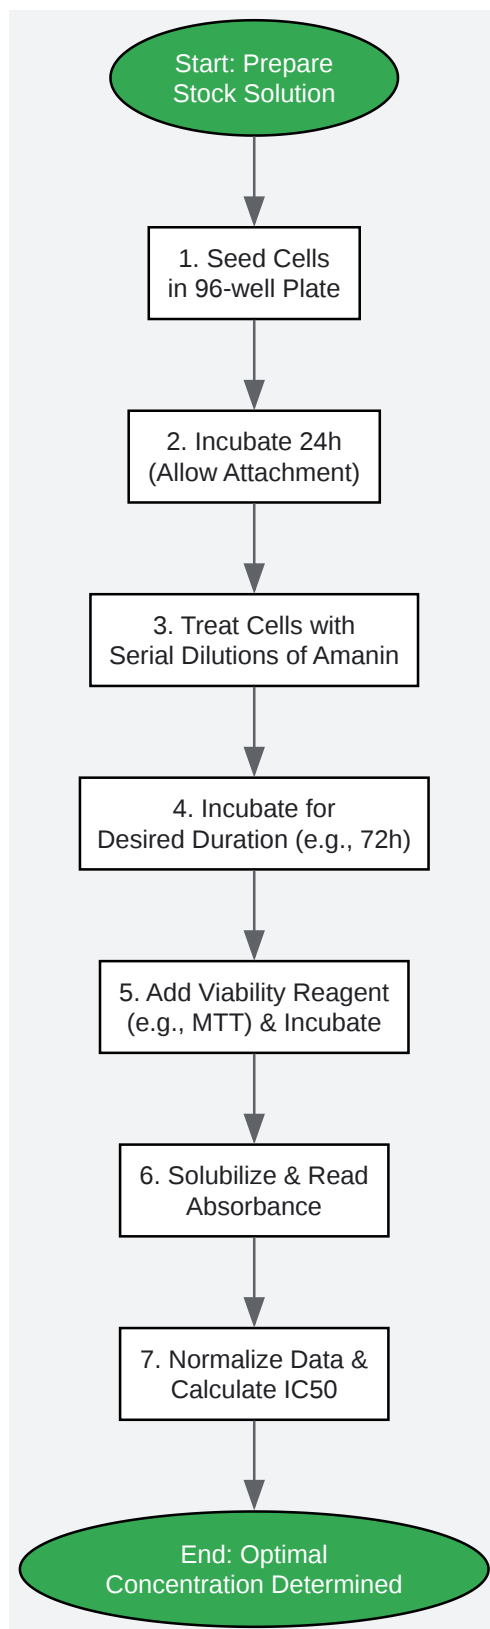 Start: Prepare
Stock Solution
1. Seed Cells
in 96-well Plate
2. Incubate 24h
(Allow Attachment)
3. Treat Cells with
Serial Dilutions of Amanin
4. Incubate for
Desired Duration (e.g., 72h)
5. Add Viability Reagent
(e.g., MTT) & Incubate
6. Solubilize & Read
Absorbance
7. Normalize Data &
Calculate IC50
End: Optimal
Concentration Determined